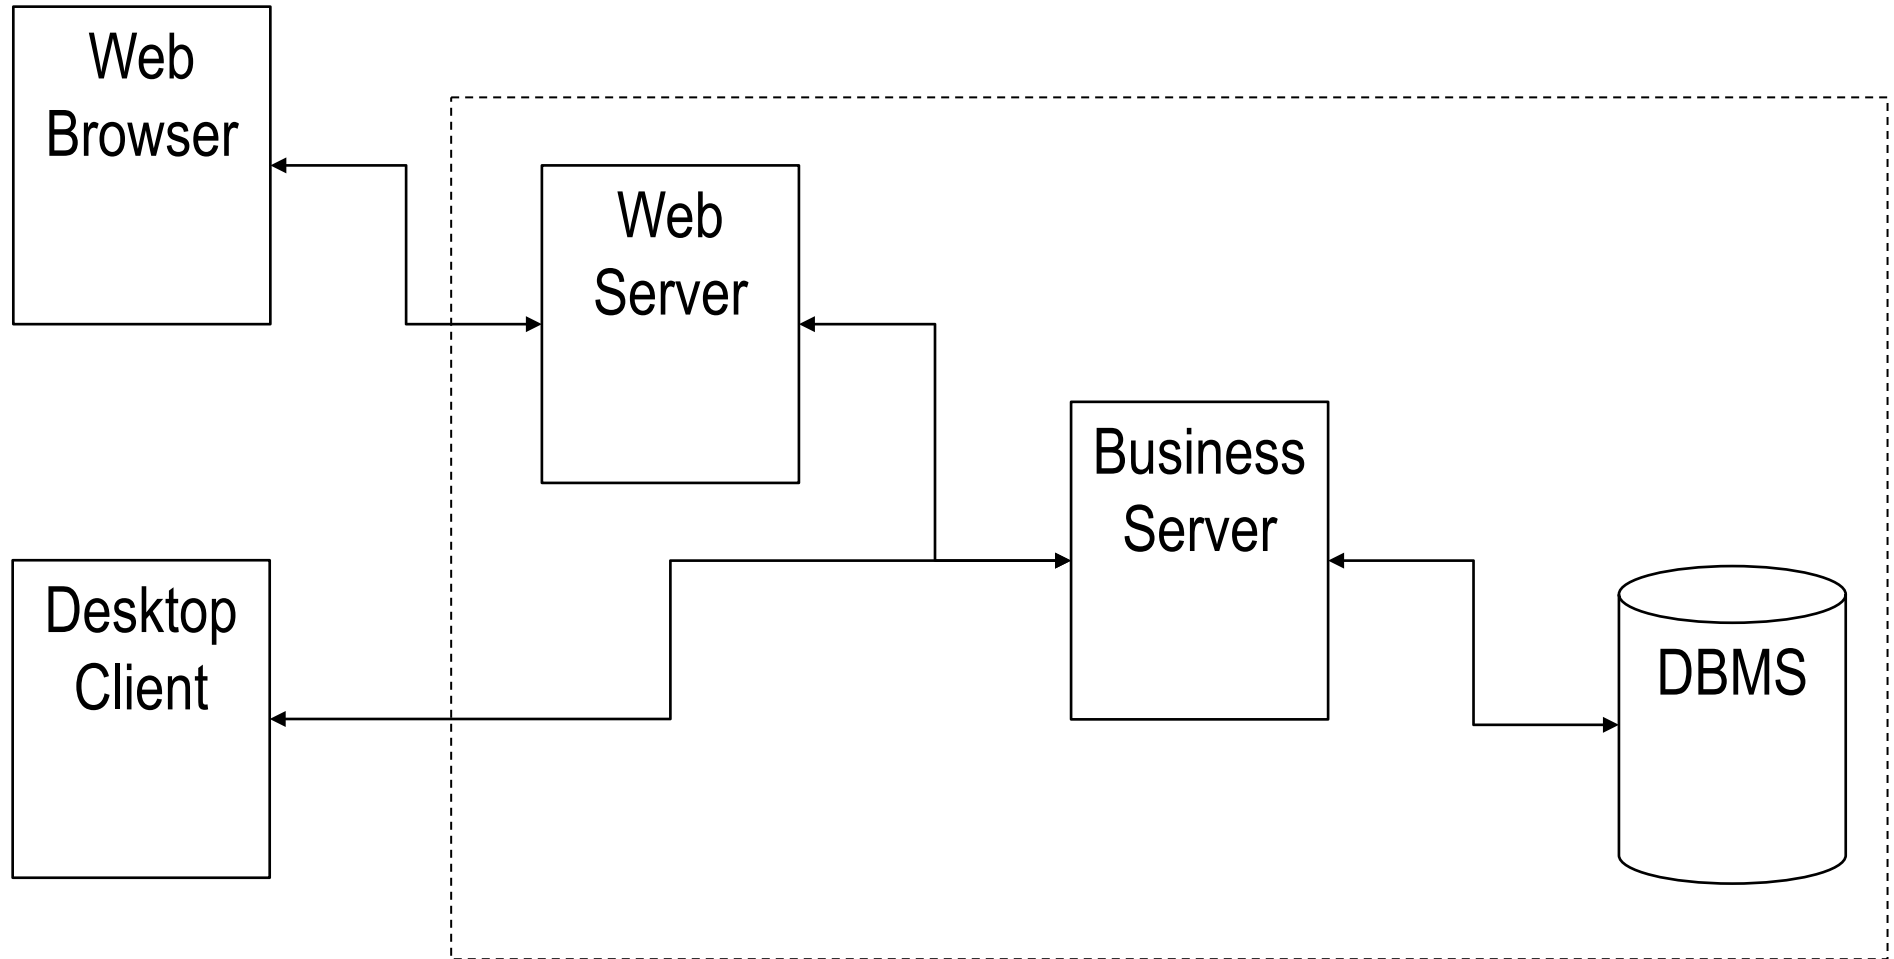 Web
Browser
Web
Server
Business
Server
Desktop
Client
DBMS